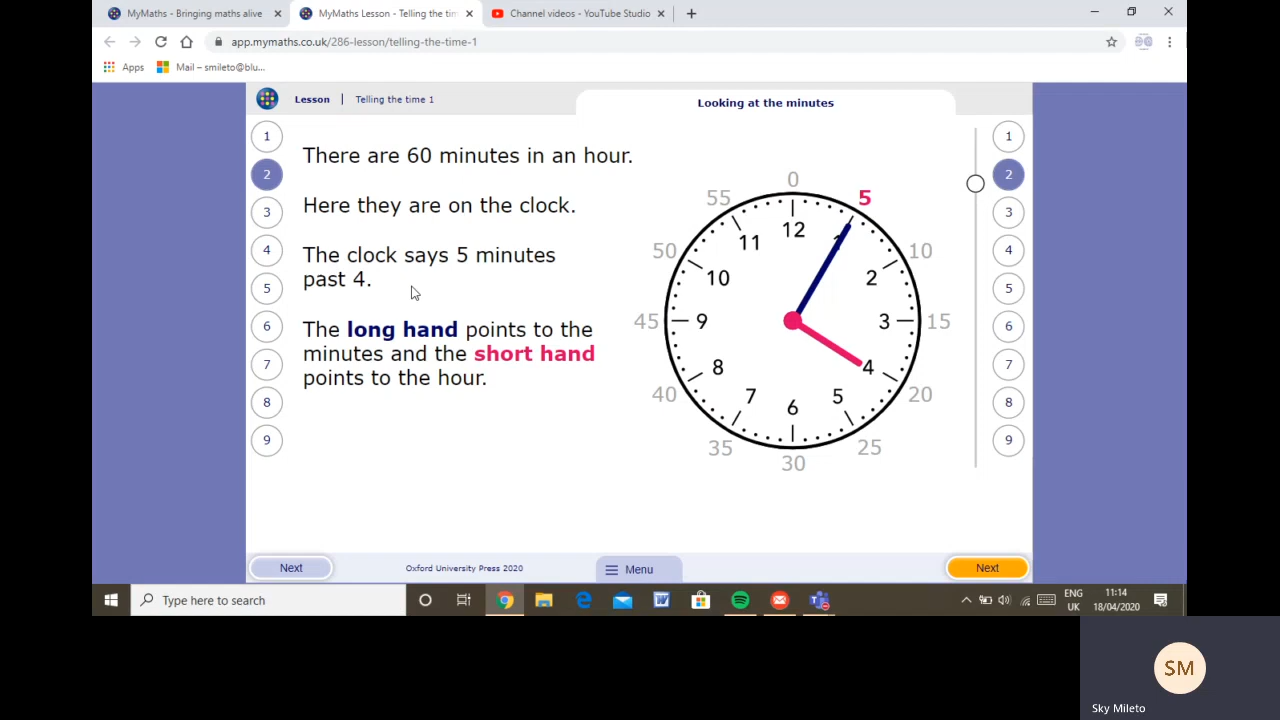 MyMaths - Bringing maths alive
MyMaths Lesson - Telling the tim
Channel videos - YouTube Studio
app.mymaths.co.uk/286-lesson/telling-the-time-1
Apps
Mail – smileto@blu...
Lesson | Telling the time 1
Looking at the minutes
1
2
3
4
5
6
7
8
9
There are 60 minutes in an hour.
Here they are on the clock.
The clock says 5 minutes
past 4.
The long hand points to the
minutes and the short hand
points to the hour.
0
5
10
15
20
25
30
35
40
45
50
55
12
2
3
4
5
6
7
8
9
10
11
1
2
3
4
5
6
7
8
9
Next
Oxford University Press 2020
Menu
Next
Type here to search
ENG
UK
11:14
18/04/2020
SM
Sky Mileto